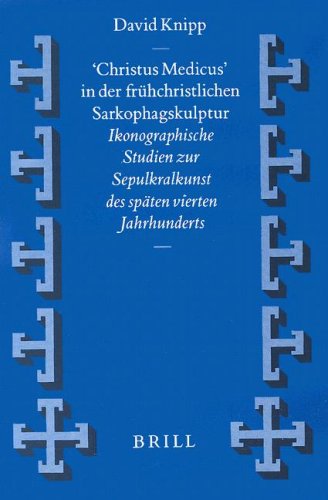 David Knipp
‘Christus Medicus’
in der frühchristlichen
Sarkophagskulptur
Ikonographische
Studien zur
Sepulkralkunst
des späten vierten
Jahrhunderts
BRILL